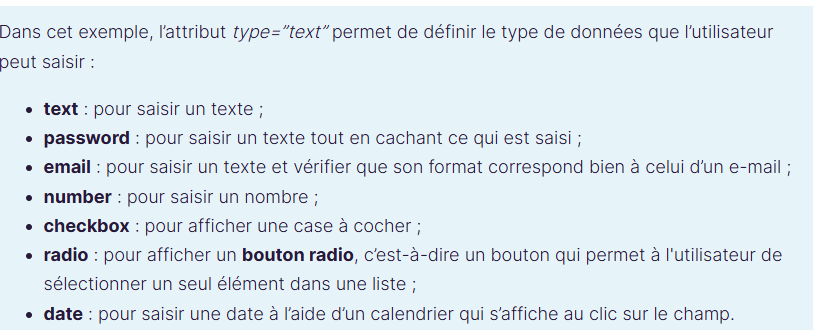 Dans cet exemple, l’attribut type=”text” permet de définir le type de données que l’utilisateur
peut saisir :
• text : pour saisir un texte ;
• password : pour saisir un texte tout en cachant ce qui est saisi ;
• email : pour saisir un texte et vérifier que son format correspond bien à celui d’un e-mail ;
• number : pour saisir un nombre ;
• checkbox : pour afficher une case à cocher ;
• radio : pour afficher un bouton radio, c’est-à-dire un bouton qui permet à l'utilisateur de
sélectionner un seul élément dans une liste ;
• date : pour saisir une date à l’aide d’un calendrier qui s’affiche au clic sur le champ.